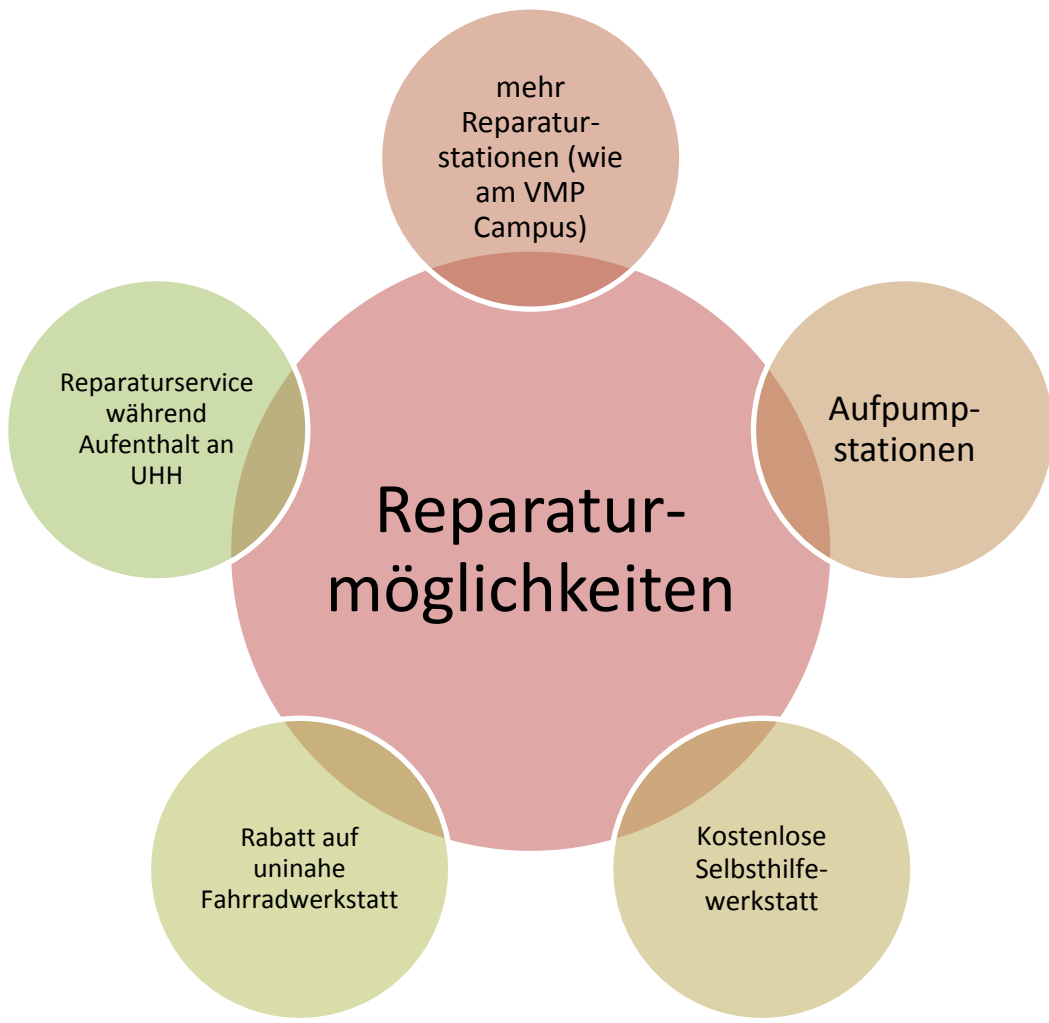 mehr
Reparatur-
stationen (wie
am VMP
Campus)
Aufpump-
stationen
Kostenlose
Selbsthilfe-
werkstatt
Rabatt auf
uninahe
Fahrradwerkstatt
Reparaturservice
während
Aufenthalt an
UHH
Reparatur-
möglichkeiten